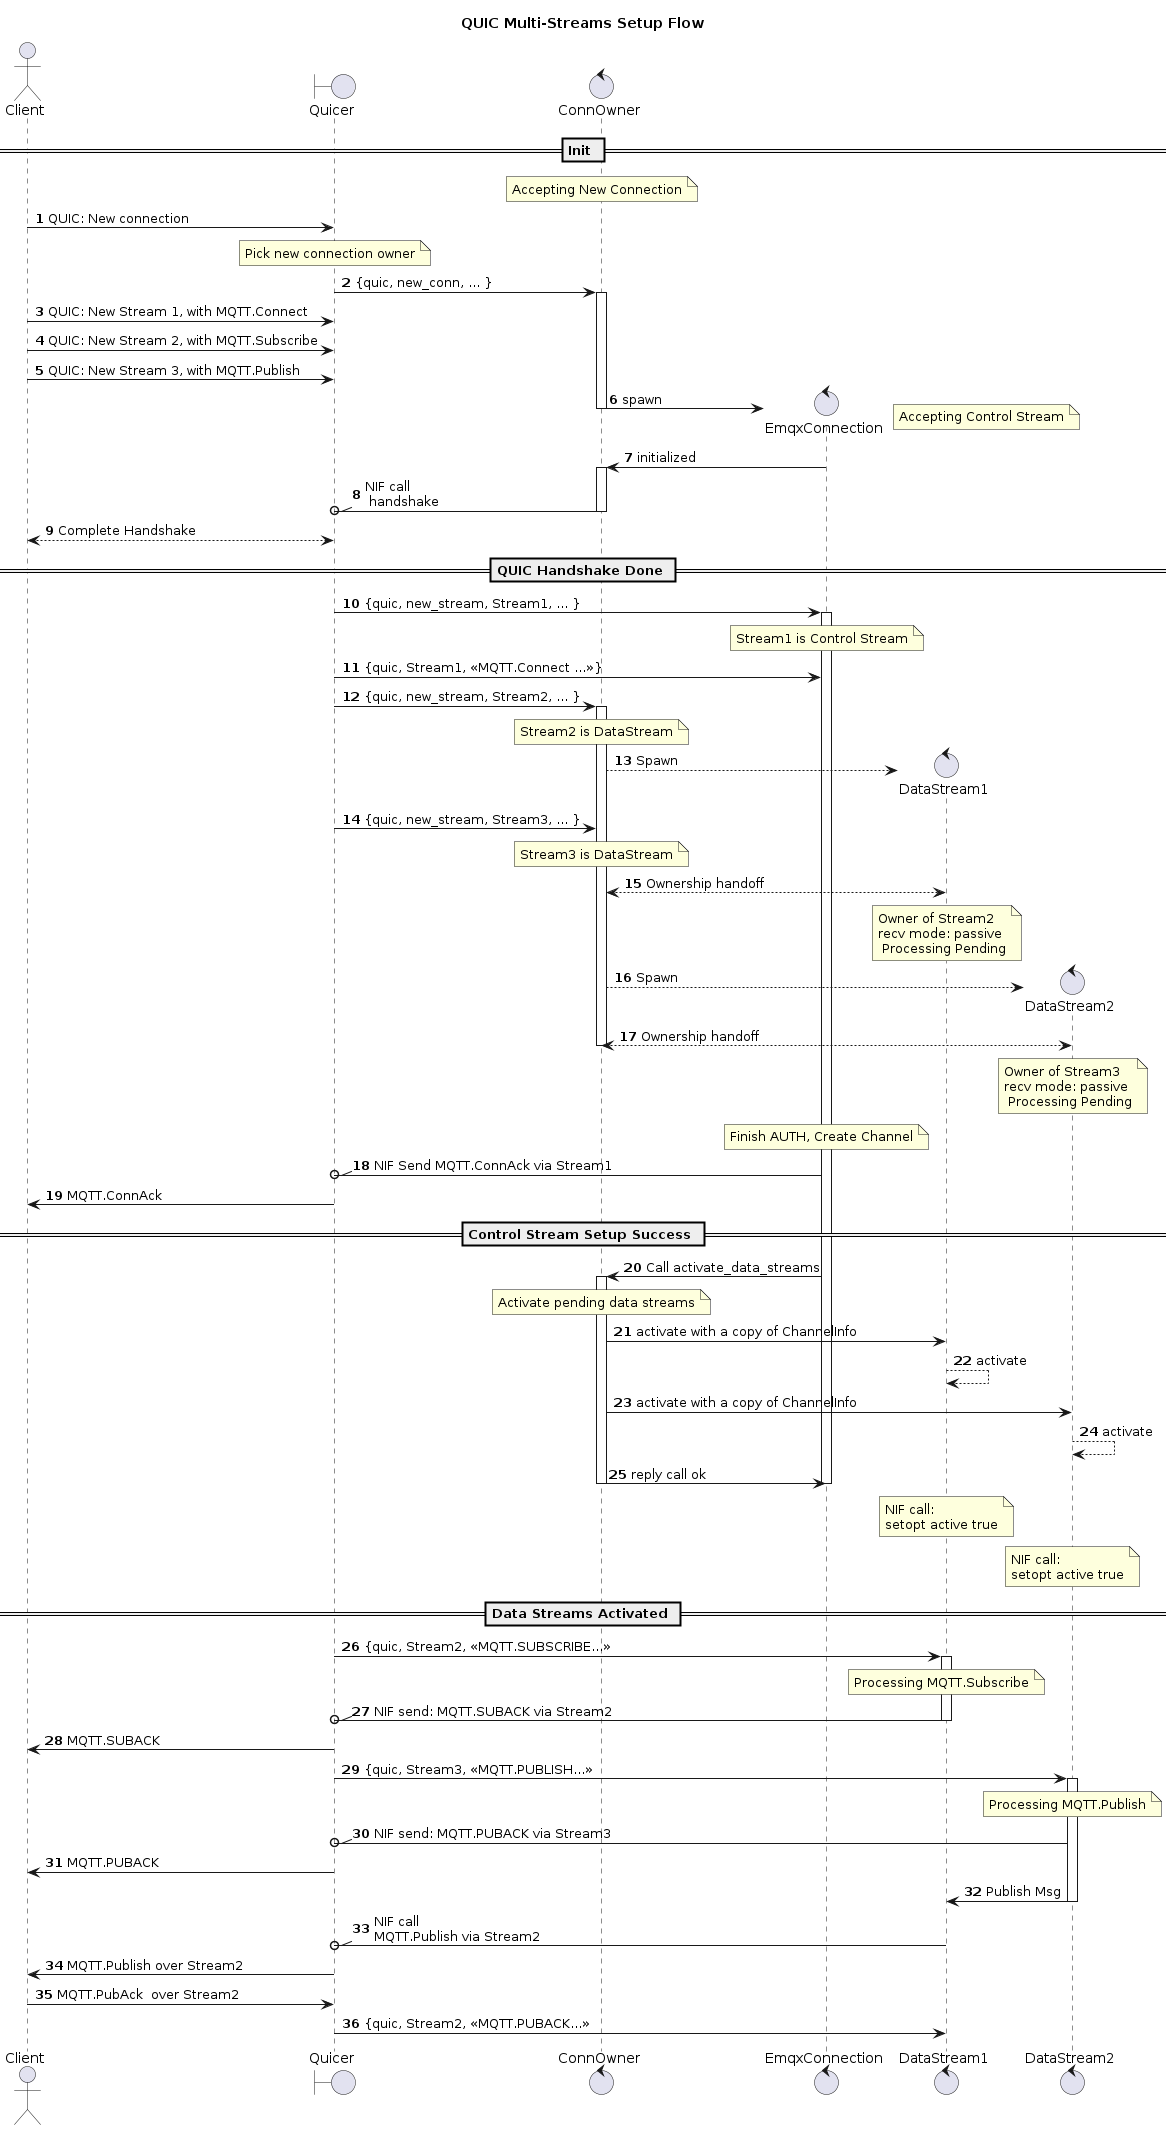 QUIC Multi-Streams Setup Flow
Client
Quicer
ConnOwner
Init
Accepting New Connection
1 QUIC: New connection
Pick new connection owner
2 {quic, new_conn, ... }
3 QUIC: New Stream 1, with MQTT.Connect
4 QUIC: New Stream 2, with MQTT.Subscribe
5 QUIC: New Stream 3, with MQTT.Publish
6 spawn
EmqxConnection
Accepting Control Stream
7 initialized
8 NIF call
handshake
9 Complete Handshake
QUIC Handshake Done
10 {quic, new_stream, Stream1, ... }
Stream1 is Control Stream
11 {quic, Stream1, «MQTT.Connect ...»}
12 {quic, new_stream, Stream2, ... }
Stream2 is DataStream
13 Spawn
DataStream1
14 {quic, new_stream, Stream3, ... }
Stream3 is DataStream
15 Ownership handoff
Owner of Stream2
recv mode: passive
Processing Pending
16 Spawn
DataStream2
17 Ownership handoff
Owner of Stream3
recv mode: passive
Processing Pending
Finish AUTH, Create Channel
18 NIF Send MQTT.ConnAck via Stream1
19 MQTT.ConnAck
Control Stream Setup Success
20 Call activate_data_streams
Activate pending data streams
21 activate with a copy of ChannelInfo
22 activate
23 activate with a copy of ChannelInfo
24 activate
25 reply call ok
NIF call:
setopt active true
NIF call:
setopt active true
Data Streams Activated
26 {quic, Stream2, «MQTT.SUBSCRIBE...»
Processing MQTT.Subscribe
27 NIF send: MQTT.SUBACK via Stream2
28 MQTT.SUBACK
29 {quic, Stream3, «MQTT.PUBLISH...»
Processing MQTT.Publish
30 NIF send: MQTT.PUBACK via Stream3
31 MQTT.PUBACK
32 Publish Msg
33 NIF call
MQTT.Publish via Stream2
34 MQTT.Publish over Stream2
35 MQTT.PubAck  over Stream2
36 {quic, Stream2, «MQTT.PUBACK...»
Client
Quicer
ConnOwner
EmqxConnection
DataStream1
DataStream2